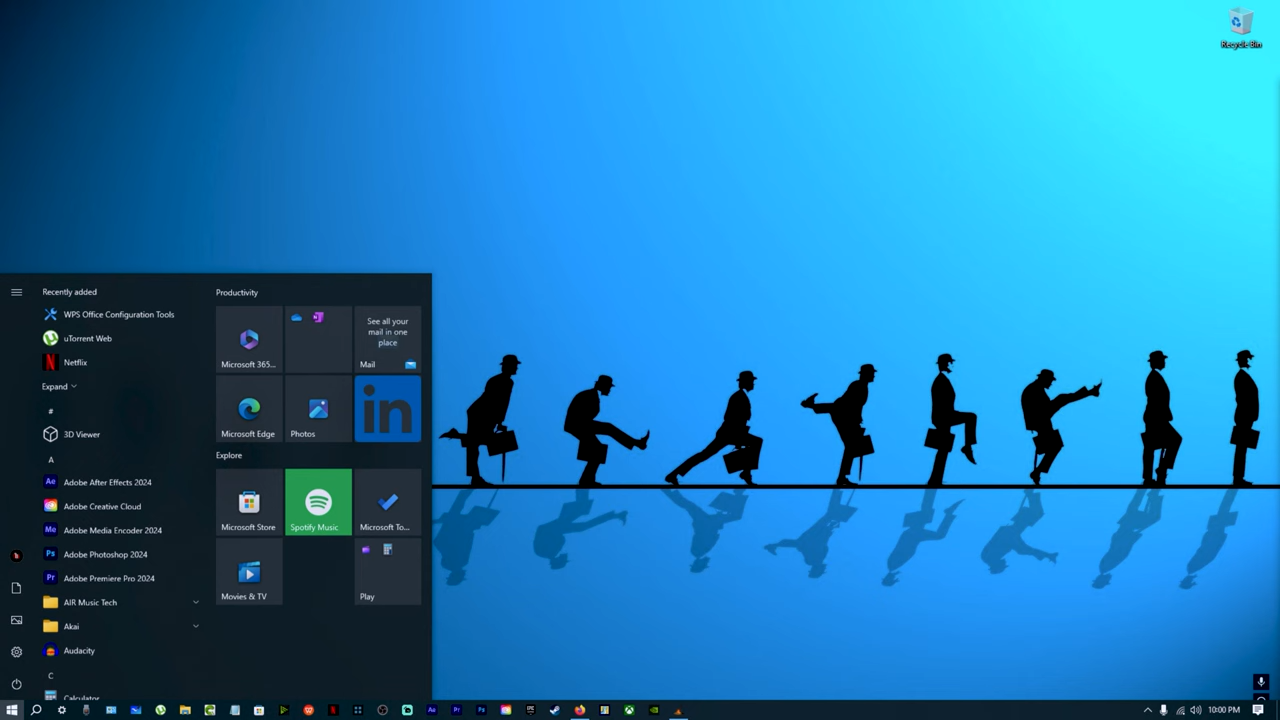 Recycle Bin
Recently added
WPS Office Configuration Tools
uTorrent Web
Netflix
Expand
#
3D Viewer
A
Adobe After Effects 2024
Adobe Creative Cloud
Adobe Media Encoder 2024
Adobe Photoshop 2024
Adobe Premiere Pro 2024
AIR Music Tech
Akai
Audacity
C
Calculator
Productivity
Microsoft 365...
See all your
mail in one
place
Mail
Microsoft Edge
Photos
in
Explore
Microsoft Store
Spotify Music
Microsoft To...
Movies & TV
Play
10:00 PM